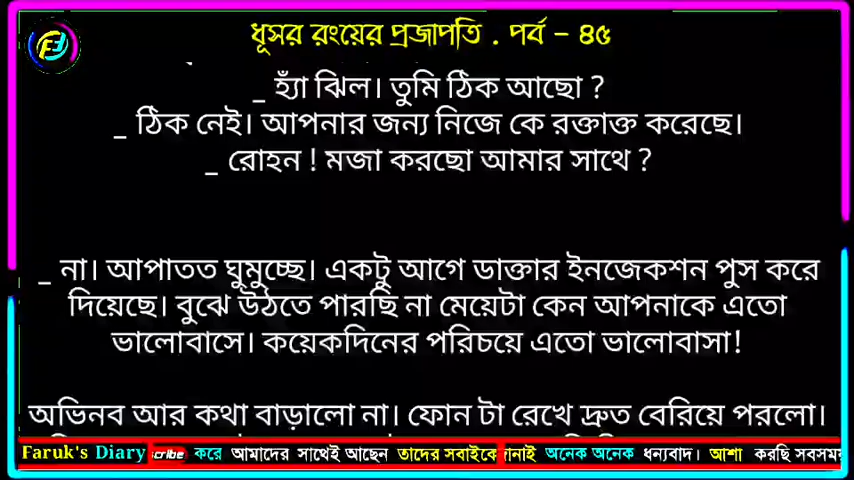 ধূসর রংয়ের প্রজাপতি . পর্ব - ৪৫
_ হ্যাঁ ঝিল। তুমি ঠিক আছো ?
_ ঠিক নেই। আপনার জন্য নিজে কে রক্তাক্ত করেছে।
_ রোহন ! মজা করছো আমার সাথে ?
_ না। আপাতত ঘুমুচ্ছে। একটু আগে ডাক্তার ইনজেকশন পুস করে
দিয়েছে। বুঝে উঠতে পারছি না মেয়েটা কেন আপনাকে এতো
ভালোবাসে। কয়েকদিনের পরিচয়ে এতো ভালোবাসা!
অভিনব আর কথা বাড়ালো না। ফোন টা রেখে দ্রুত বেরিয়ে পরলো।
Faruk's Diary cribe করে আমাদের সাথেই আছেন তাদের সবাইকে নাই অনেক অনেক ধন্যবাদ। আশা করছি সবসময়